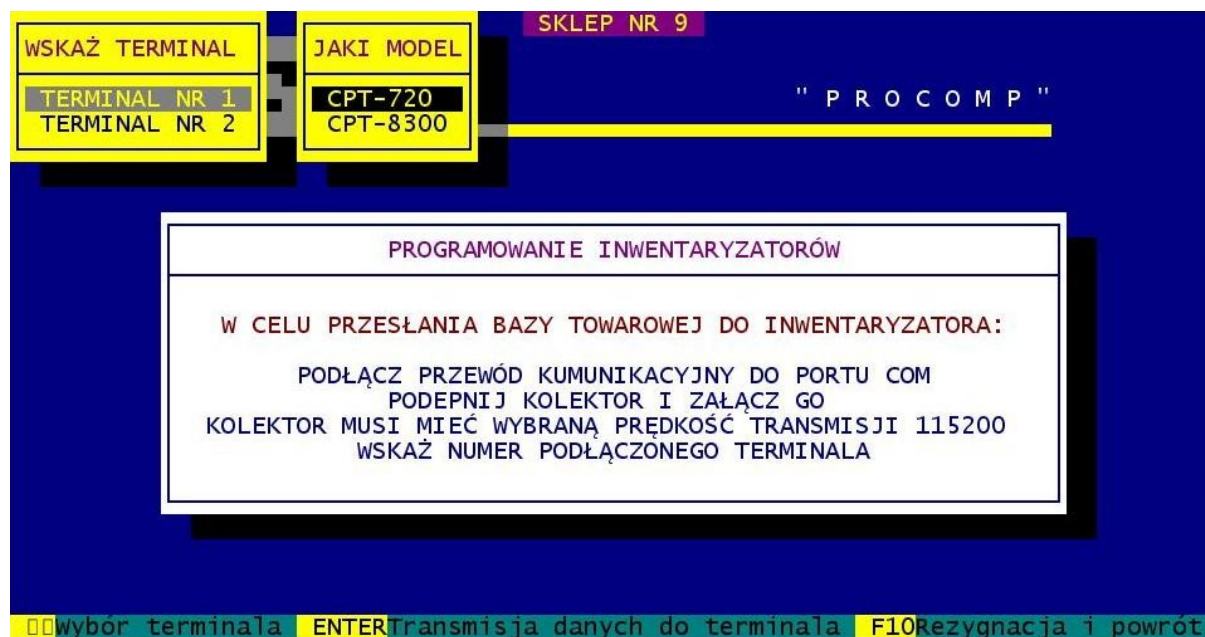 SKLEP NR 9
WSKAŻ TERMINAL
TERMINAL NR 1
TERMINAL NR 2
JAKI MODEL
CPT-720
CPT-8300
" P R O C O M P "
PROGRAMOWANIE INWENTARYZATORÓW
W CELU PRZESŁANIA BAZY TOWAROWEJ DO INWENTARYZATORA:
PODŁĄCZ PRZEWÓD KUMUNIKACYJNY DO PORTU COM
PODEPNIJ KOLEKTOR I ZAŁĄCZ GO
KOLEKTOR MUSI MIEĆ WYBRANĄ PRĘDKOŚĆ TRANSMISJI 115200
WSKAŻ NUMER PODŁĄCZONEGO TERMINALA
Wybór terminala ENTERTransmisja danych do terminala F10Rezygnacja i powrót